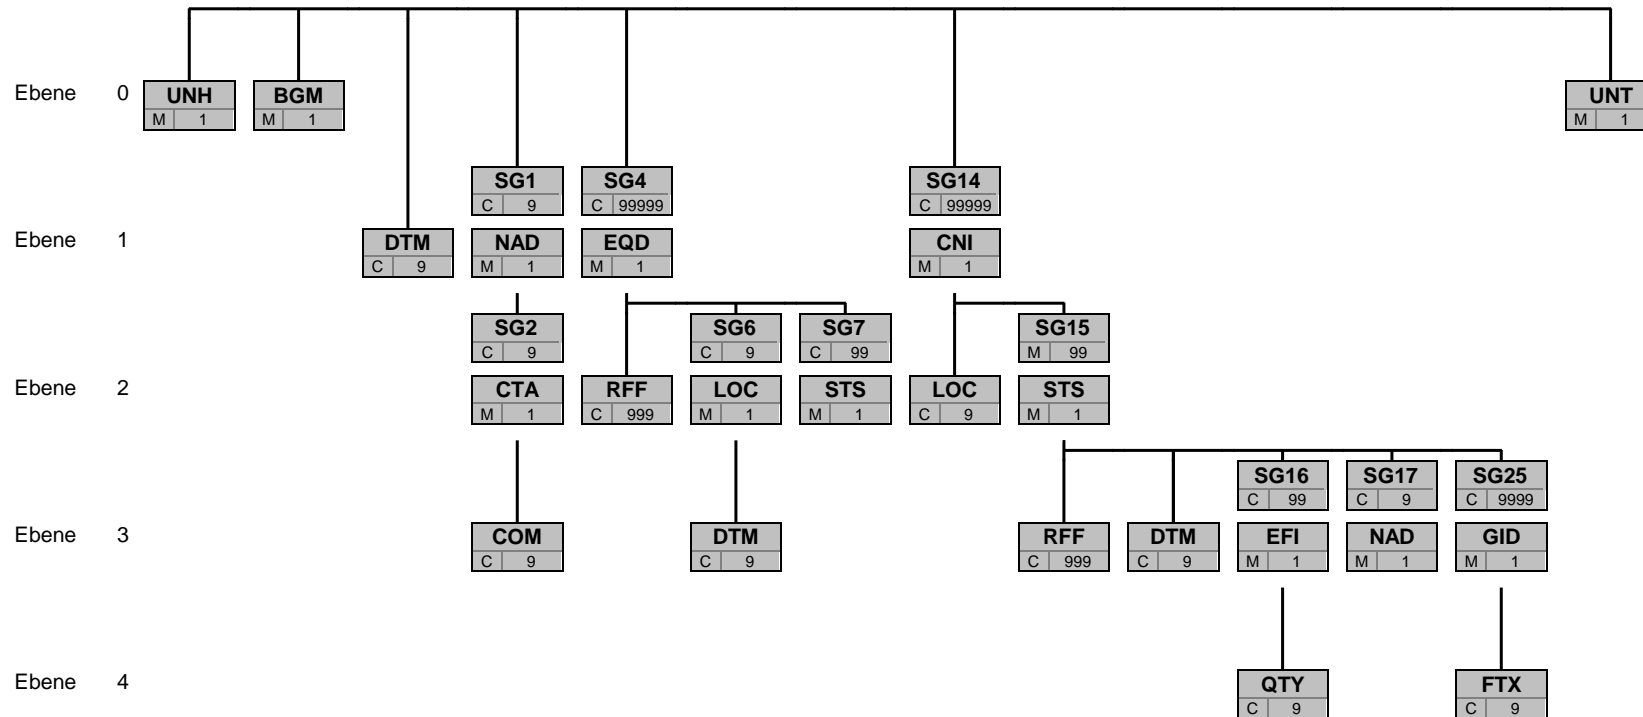 Ebene 0
UNH
M 1
BGM
M 1
UNT
M 1
SG1
C 9
SG4
C 99999
SG14
C 99999
Ebene 1
DTM
C 9
NAD
M 1
EQD
M 1
CNI
M 1
SG2
C 9
SG6
C 9
SG7
C 99
SG15
M 99
Ebene 2
CTA
M 1
RFF
C 999
LOC
M 1
STS
M 1
LOC
C 9
STS
M 1
SG16
C 99
SG17
C 9
SG25
C 9999
Ebene 3
COM
C 9
DTM
C 9
RFF
C 999
DTM
C 9
EFI
M 1
NAD
M 1
GID
M 1
Ebene 4
QTY
C 9
FTX
C 9